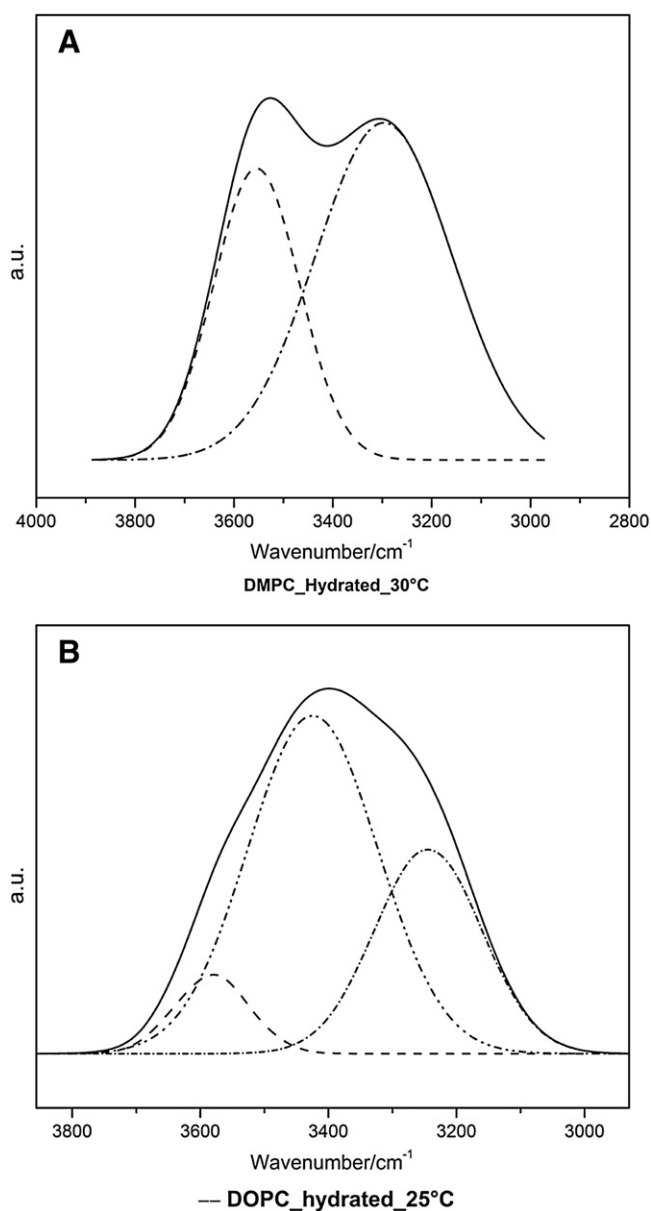 A
a.u.
4000 3800 3600 3400 3200 3000 2800
Wavenumber/cm⁻¹
DMPC_Hydrated_30°C
B
a.u.
3800 3600 3400 3200 3000
Wavenumber/cm⁻¹
-- DOPC_hydrated_25°C